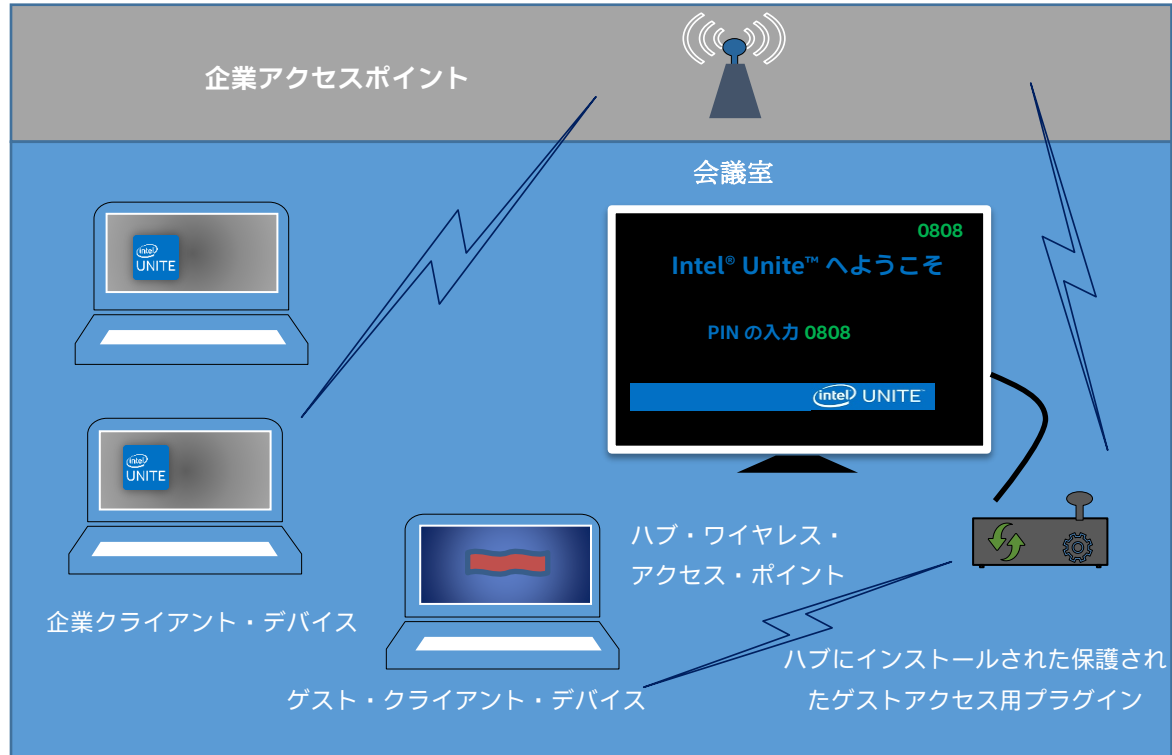 企業アクセスポイント
会議室
0808
Intel® Unite™ へようこそ
PIN の入力 0808
intel UNITE™
intel
UNITE
intel
UNITE
企業クライアント・デバイス
ハブ・ワイヤレス・
アクセス・ポイント
ゲスト・クライアント・デバイス
ハブにインストールされた保護され
たゲストアクセス用プラグイン